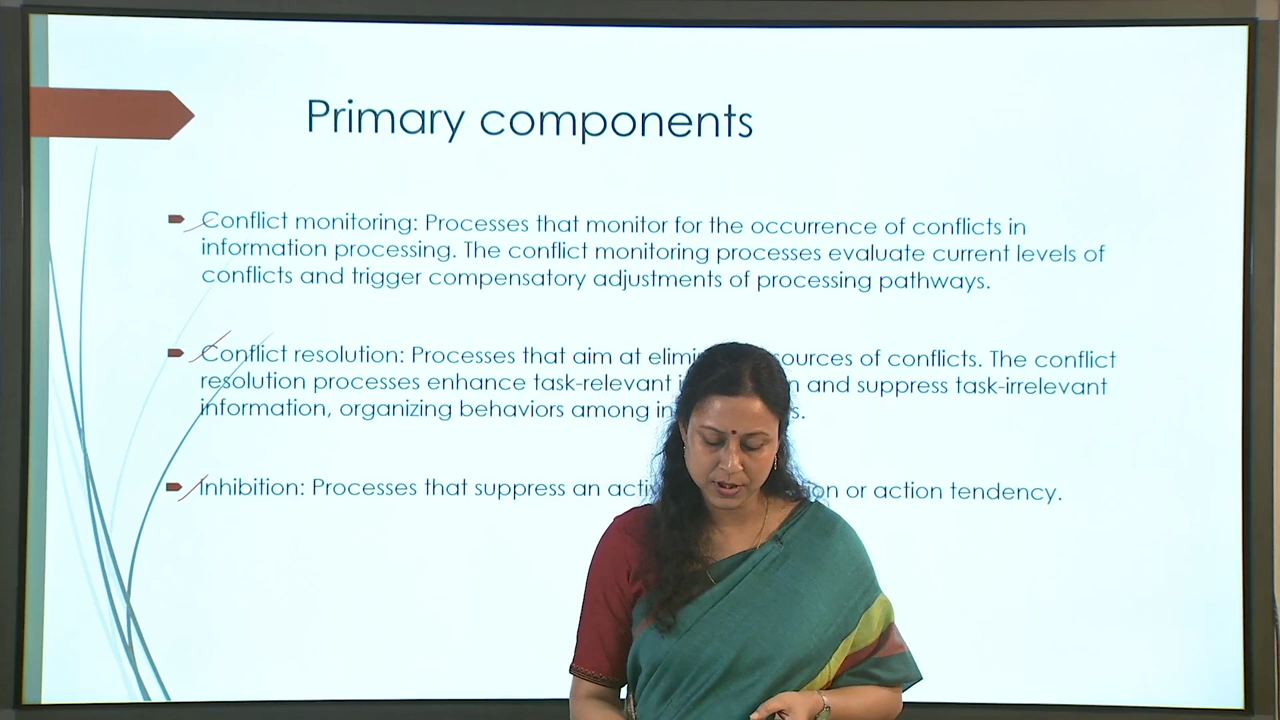 Primary components
Conflict monitoring: Processes that monitor for the occurrence of conflicts in
information processing. The conflict monitoring processes evaluate current levels of
conflicts and trigger compensatory adjustments of processing pathways.
Conflict resolution: Processes that aim at sources of conflicts. The conflict
resolution processes enhance task-relevant and suppress task-irrelevant
information, organizing behaviors among
Inhibition: Processes that suppress an or action tendency.